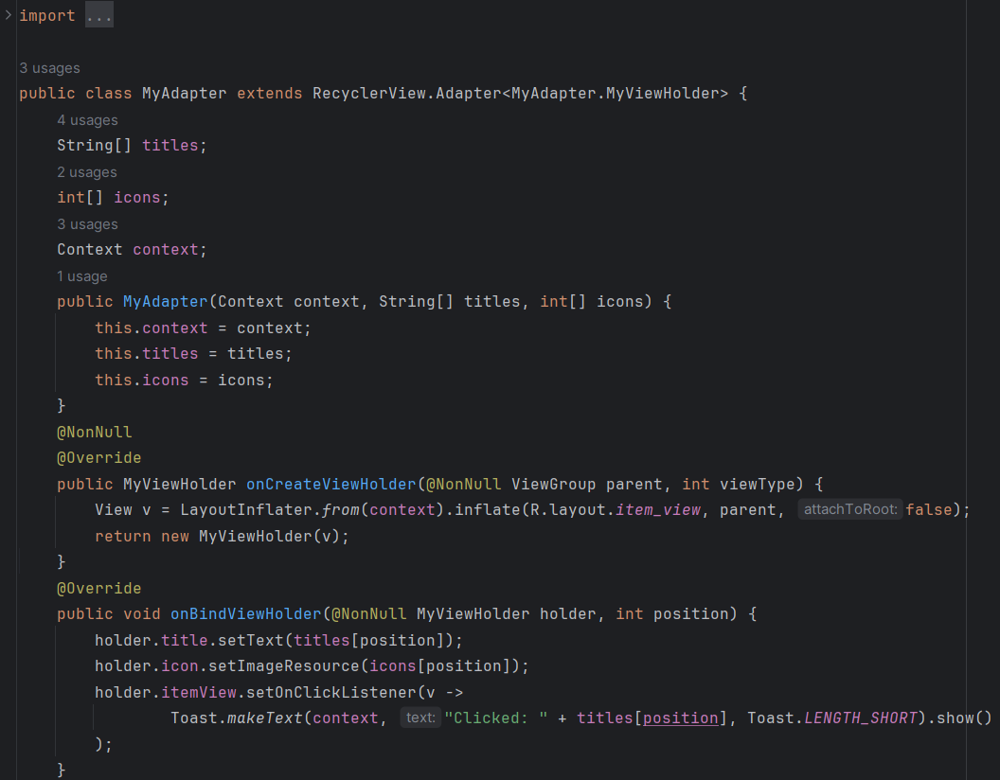 import ...
3 usages
public class MyAdapter extends RecyclerView.Adapter<MyAdapter.MyViewHolder> {
4 usages
String[] titles;
2 usages
int[] icons;
3 usages
Context context;
1 usage
public MyAdapter(Context context, String[] titles, int[] icons) {
this.context = context;
this.titles = titles;
this.icons = icons;
}
@NonNull
@Override
public MyViewHolder onCreateViewHolder(@NonNull ViewGroup parent, int viewType) {
View v = LayoutInflater.from(context).inflate(R.layout.item_view, parent, attachToRoot: false);
return new MyViewHolder(v);
}
@Override
public void onBindViewHolder(@NonNull MyViewHolder holder, int position) {
holder.title.setText(titles[position]);
holder.icon.setImageResource(icons[position]);
holder.itemView.setOnClickListener(v ->
Toast.makeText(context, text: "Clicked: " + titles[position], Toast.LENGTH_SHORT).show()
);
}